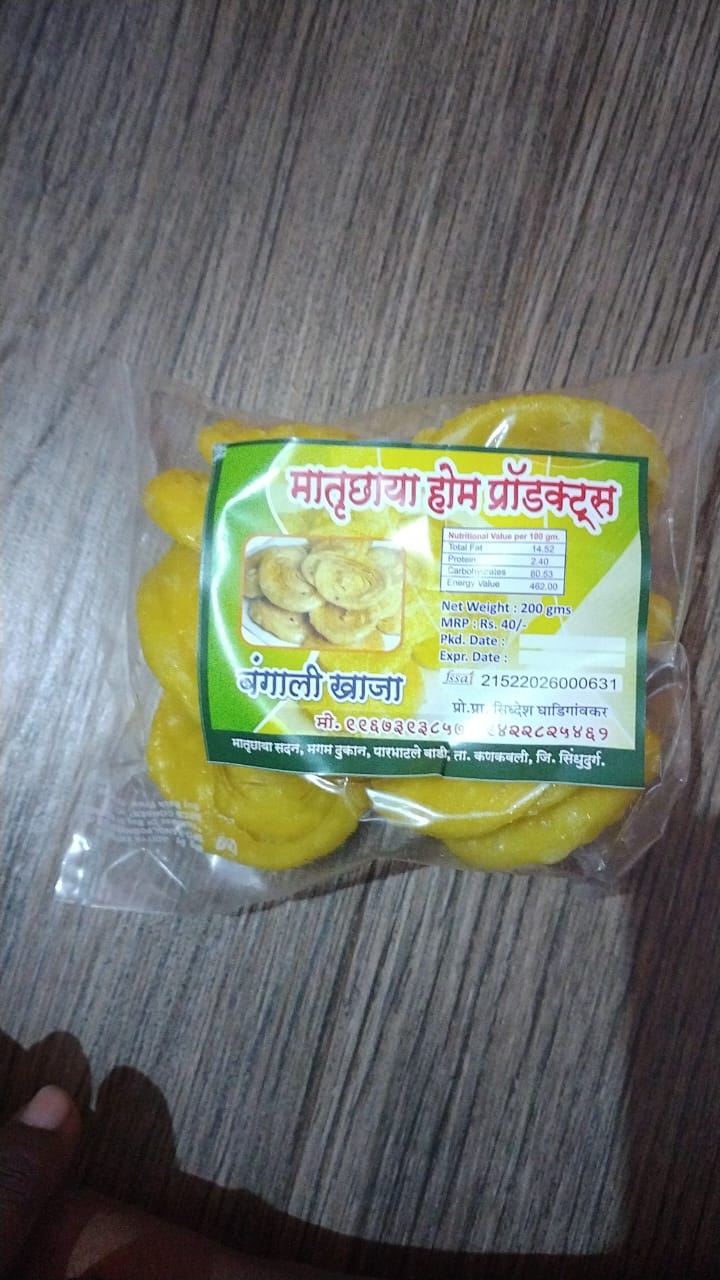 मातृछाया होम प्रॉडक्ट्स
Nutritional Value per 100 gm.
Total Fat 14.52
Protein 2.40
Carbohydrates 80.53
Energy Value 462.00
Net Weight : 200 gms
MRP : Rs. 40/-
Pkd. Date :
Expr. Date :
fssai 21522026000631
बंगाली खाजा
प्रो.प्रा. सिध्देश घाडिगांवकर
मो. ९९६७३९३८५७ ९४२२८२५४६१
मातृछाया सदन, मगम दुकान, पारभाटले वाडी, ता. कणकवली, जि. सिंधुदुर्ग.